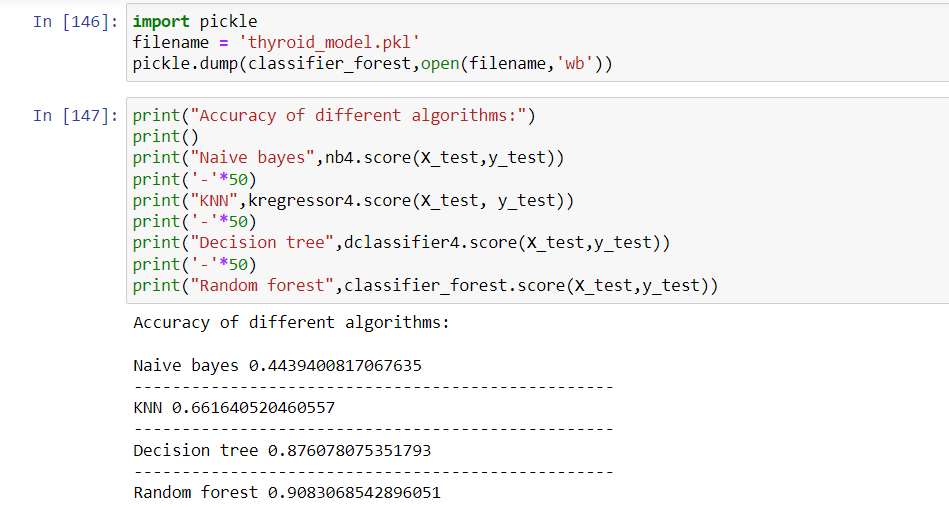 In [146]: import pickle
filename = 'thyroid_model.pkl'
pickle.dump(classifier_forest,open(filename,'wb'))
In [147]: print("Accuracy of different algorithms:")
print()
print("Naive bayes",nb4.score(X_test,y_test))
print('-'*50)
print("KNN",kregressor4.score(X_test, y_test))
print('-'*50)
print("Decision tree",dclassifier4.score(X_test,y_test))
print('-'*50)
print("Random forest",classifier_forest.score(X_test,y_test))
Accuracy of different algorithms:
Naive bayes 0.4439400817067635
--------------------------------------------------
KNN 0.661640520460557
--------------------------------------------------
Decision tree 0.876078075351793
--------------------------------------------------
Random forest 0.9083068542896051